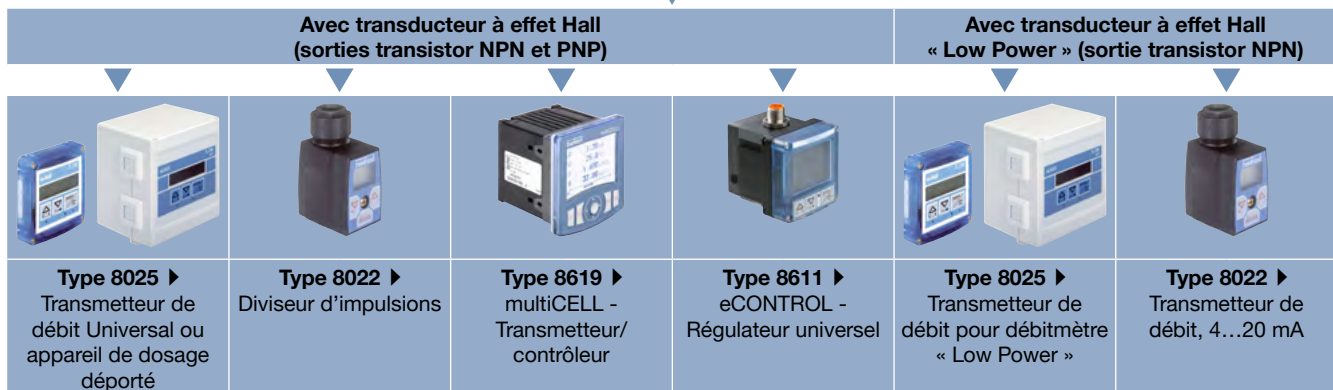 Avec transducteur à effet Hall
(sorties transistor NPN et PNP)
Avec transducteur à effet Hall
« Low Power » (sortie transistor NPN)
Type 8025
Transmetteur de
débit Universal ou
appareil de dosage
déporté
Type 8022
Diviseur d’impulsions
Type 8619
multiCELL -
Transmetteur/
contrôleur
Type 8611
eCONTROL -
Régulateur universel
Type 8025
Transmetteur de
débit pour débitmètre
« Low Power »
Type 8022
Transmetteur de
débit, 4…20 mA